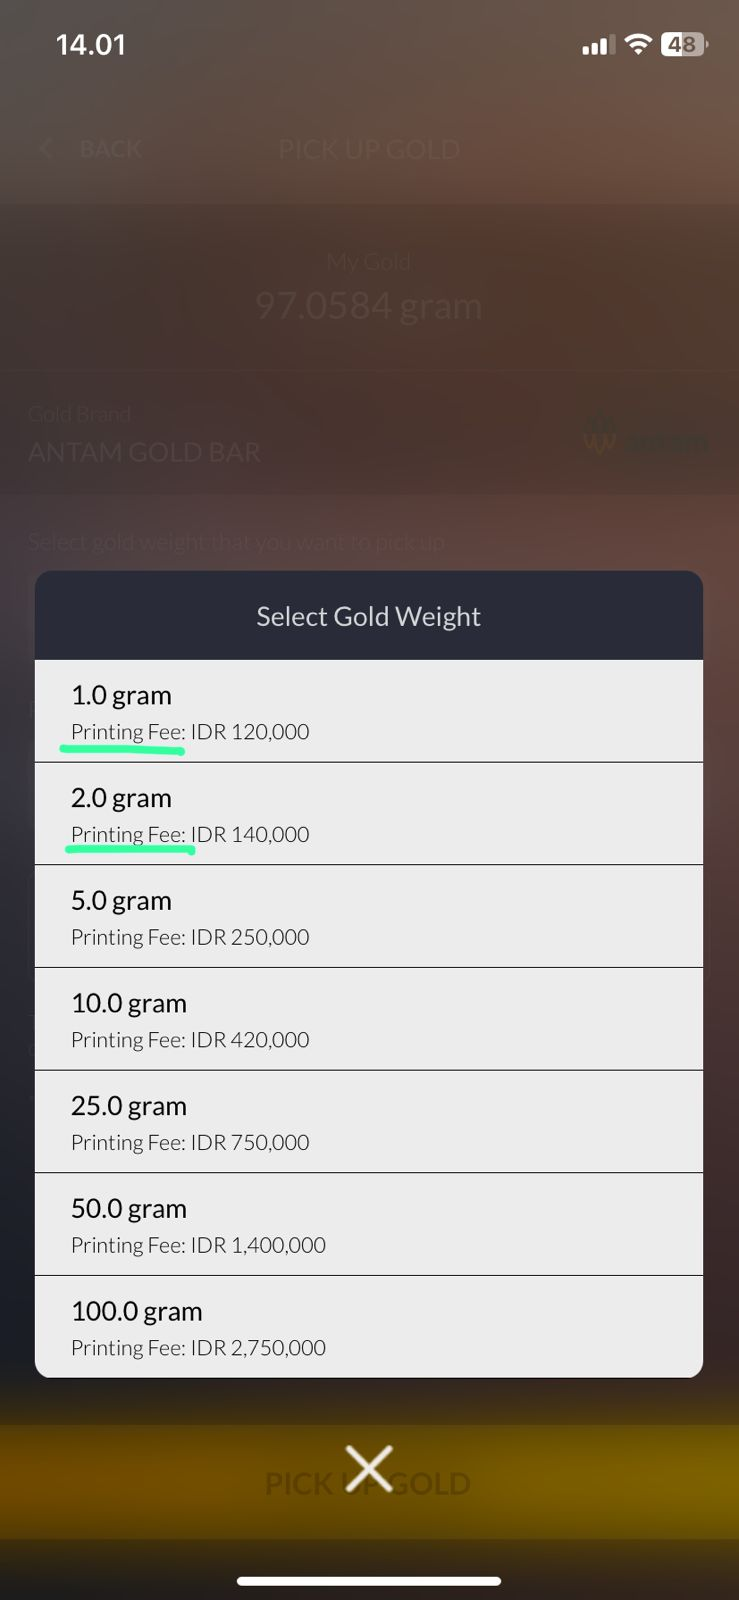 14.01
48
BACK
PICK UP GOLD
My Gold
97.0584 gram
Gold Brand
ANTAM GOLD BAR
antam
Select gold weight that you want to pick up
Select Gold Weight
1.0 gram
Printing Fee: IDR 120,000
2.0 gram
Printing Fee: IDR 140,000
5.0 gram
Printing Fee: IDR 250,000
10.0 gram
Printing Fee: IDR 420,000
25.0 gram
Printing Fee: IDR 750,000
50.0 gram
Printing Fee: IDR 1,400,000
100.0 gram
Printing Fee: IDR 2,750,000
PICK UP GOLD